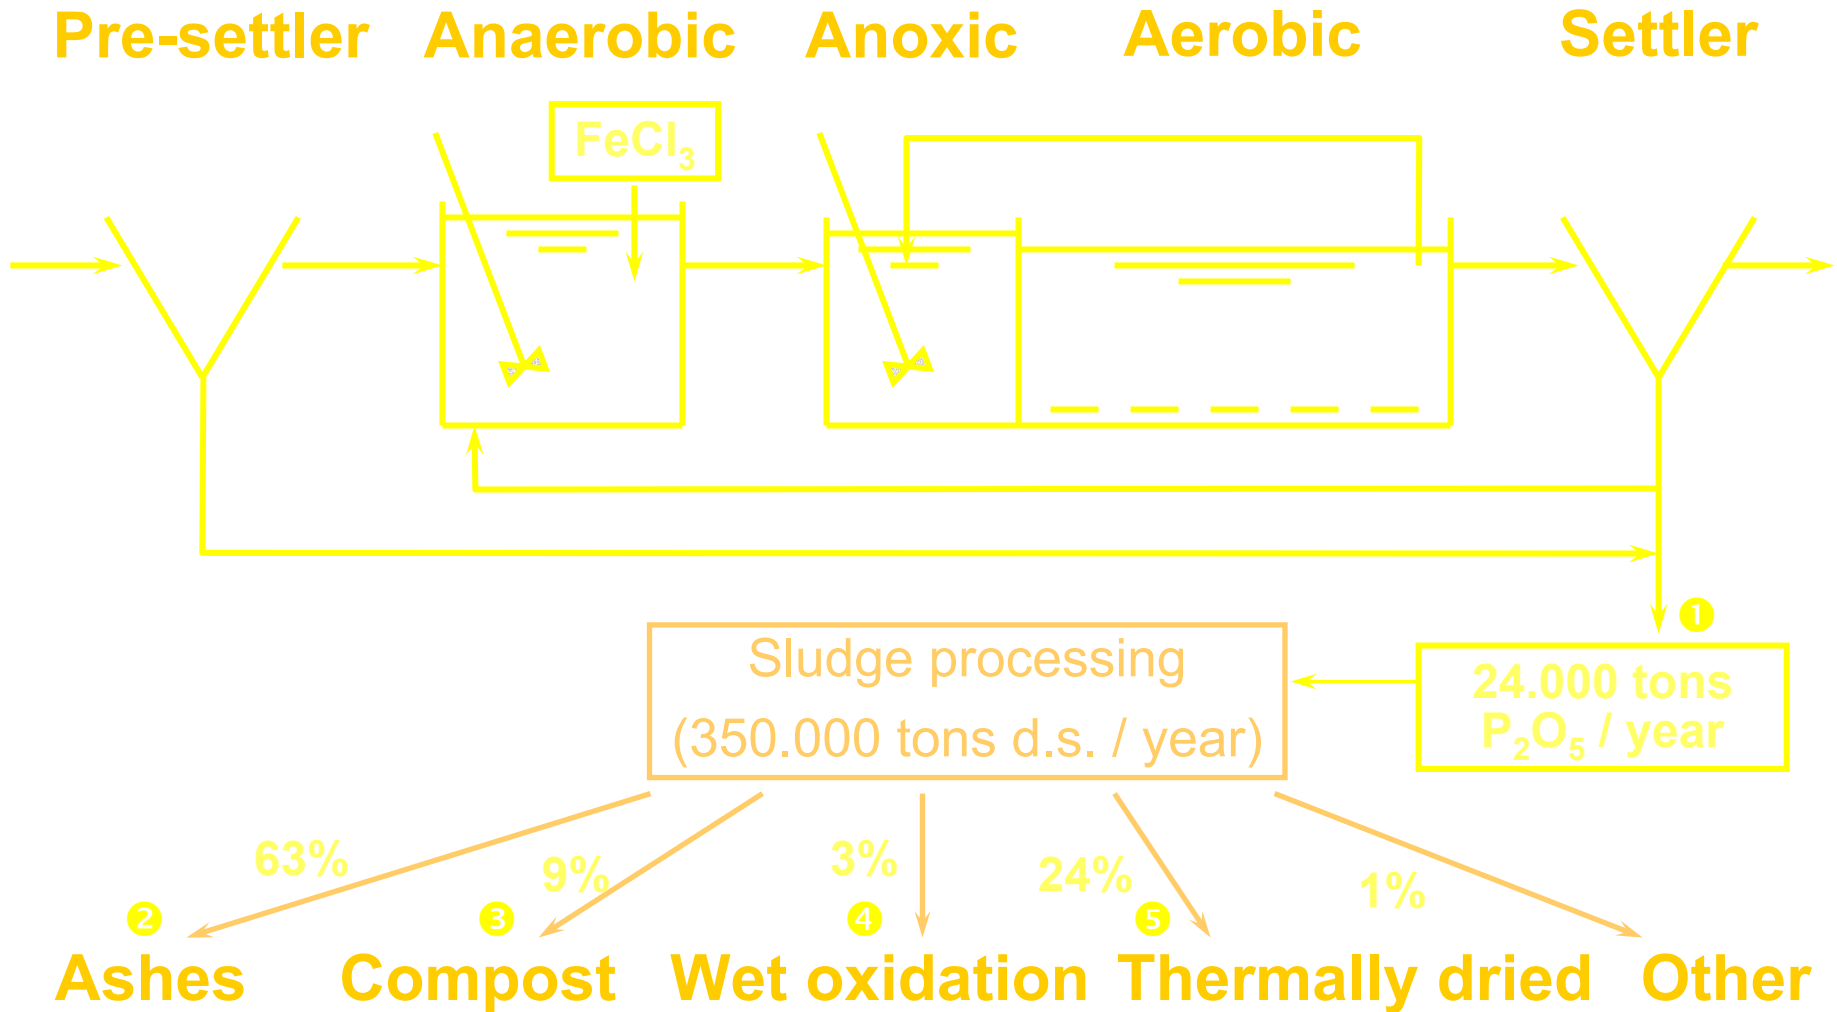 Pre-settler Anaerobic Anoxic Aerobic Settler
FeCl₃
❶
Sludge processing
(350.000 tons d.s. / year)
24.000 tons
P₂O₅ / year
63% 9% 3% 24% 1%
❷ ❸ ❹ ❺
Ashes Compost Wet oxidation Thermally dried Other